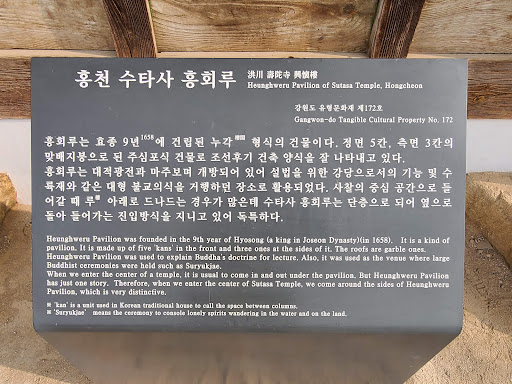 홍천 수타사 흥회루 洪川 壽陀寺 興懷樓
Heunghweru Pavilion of Sutasa Temple, Hongcheon
강원도 유형문화재 제172호
Gangwon-do Tangible Cultural Property No. 172
흥회루는 효종 9년1658에 건립된 누각樓閣 형식의 건물이다. 정면 5칸, 측면 3칸의
맞배지붕으로 된 주심포식 건물로 조선후기 건축 양식을 잘 나타내고 있다.
흥회루는 대적광전과 마주보며 개방되어 있어 설법을 위한 강당으로서의 기능 및 수
륙재와 같은 대형 불교의식을 거행하던 장소로 활용되었다. 사찰의 중심 공간으로 들
어갈 때 루樓 아래로 드나드는 경우가 많은데 수타사 흥회루는 단층으로 되어 옆으로
돌아 들어가는 진입방식을 지니고 있어 독특하다.
Heunghweru Pavilion was founded in the 9th year of Hyosong (a king in Joseon Dynasty)(in 1658). It is a kind of
pavilion. It is made up of five 'kans' in the front and three ones at the sides of it. The roofs are garble ones.
Heunghweru Pavilion was used to explain Buddha's doctrine for lecture. Also, it was used as the venue where large
Buddhist ceremonies were held such as Suryukjae.
When we enter the center of a temple, it is usual to come in and out under the pavilion. But Heunghweru Pavilion
has just one story. Therefore, when we enter the center of Sutasa Temple, we come around the sides of Heunghweru
Pavilion, which is very distinctive.
※ 'kan' is a unit used in Korean traditional house to call the space between columns.
※ 'Suryukjae' means the ceremony to console lonely spirits wandering in the water and on the land.